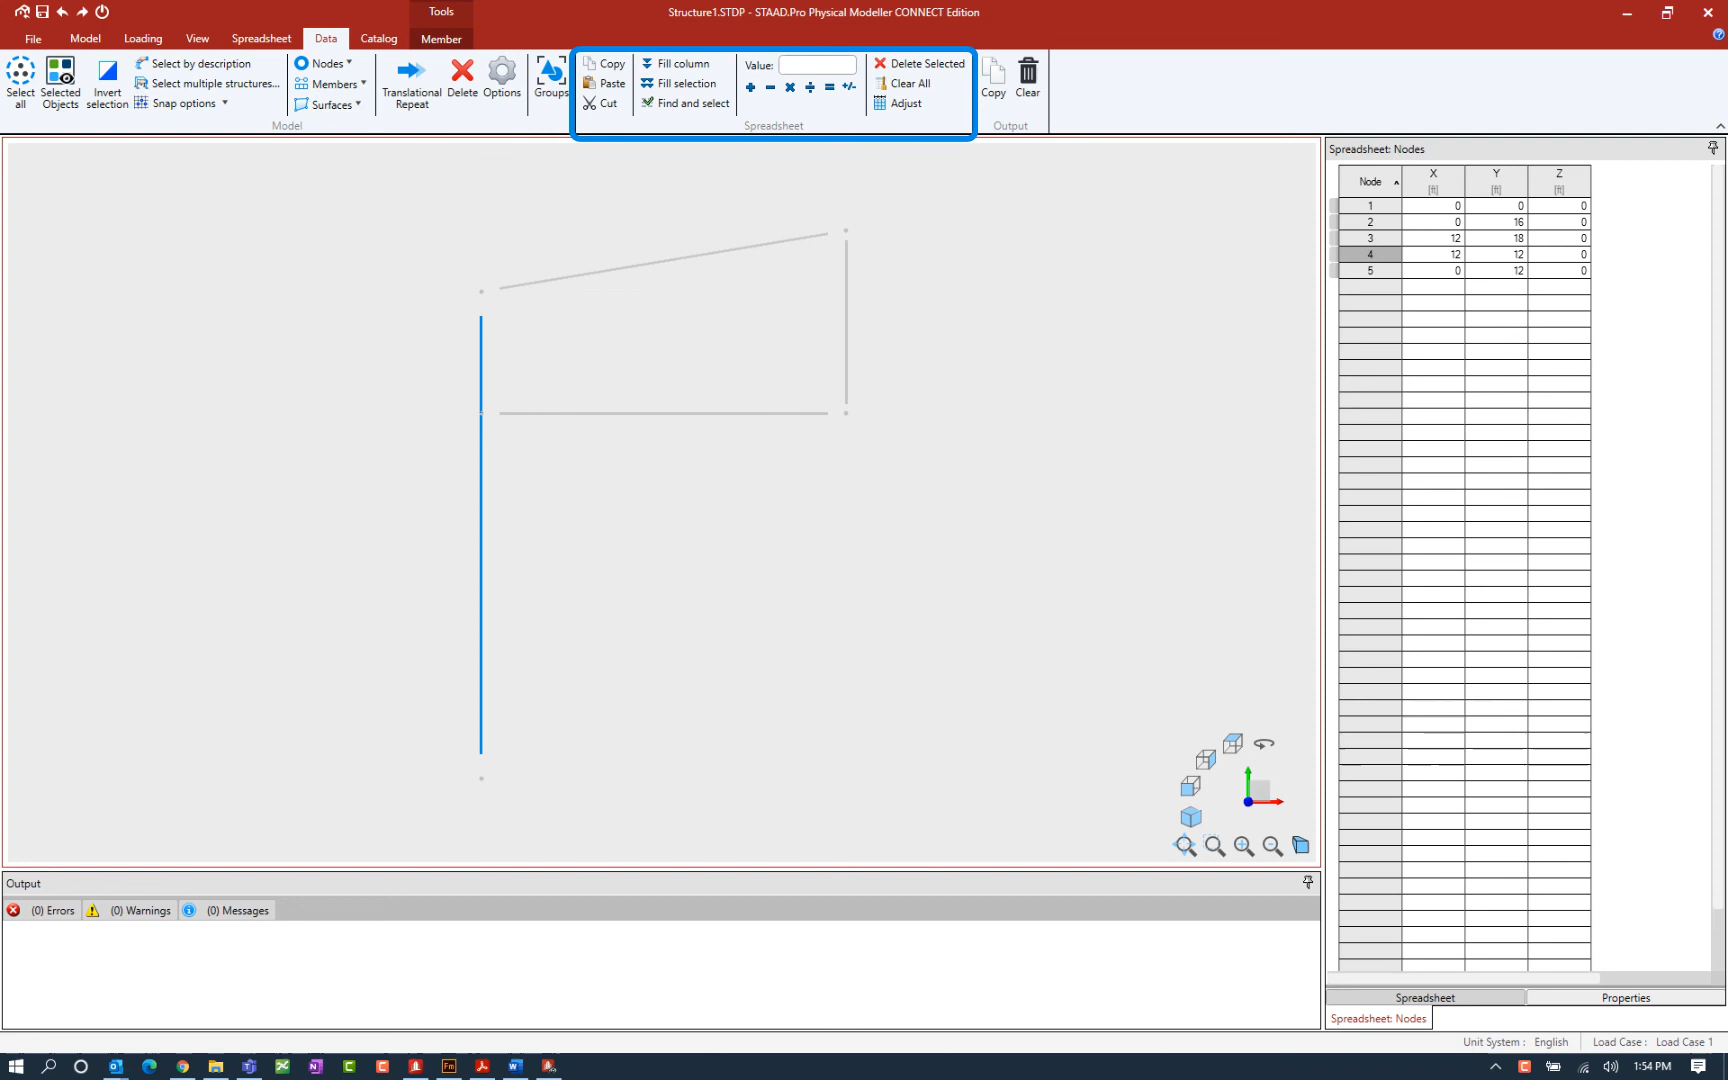 Tools
Structure1.STDP - STAAD.Pro Physical Modeller CONNECT Edition
File Model Loading View Spreadsheet Data Catalog Member
Select all
Selected Objects
Invert selection
Select by description
Select multiple structures...
Snap options
Nodes
Members
Surfaces
Model
Translational Repeat
Delete
Options
Groups
Copy
Paste
Cut
Fill column
Fill selection
Find and select
Value:
+/-
Delete Selected
Clear All
Adjust
Spreadsheet
Copy
Clear
Output
Spreadsheet: Nodes
Node X Y Z
[ft] [ft] [ft]
1 0 0 0
2 0 16 0
3 12 18 0
4 12 12 0
5 0 12 0
Output
(0) Errors (0) Warnings (0) Messages
Spreadsheet Properties
Spreadsheet: Nodes
Unit System : English Load Case : Load Case 1
1:54 PM